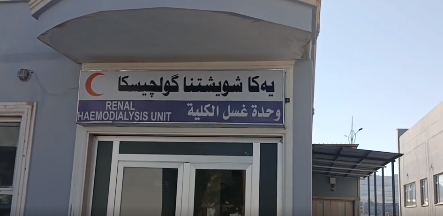 یەکا شویشتنا گولچیسکا
RENAL
HAEMODIALYSIS UNIT
وحدة غسل الكلية